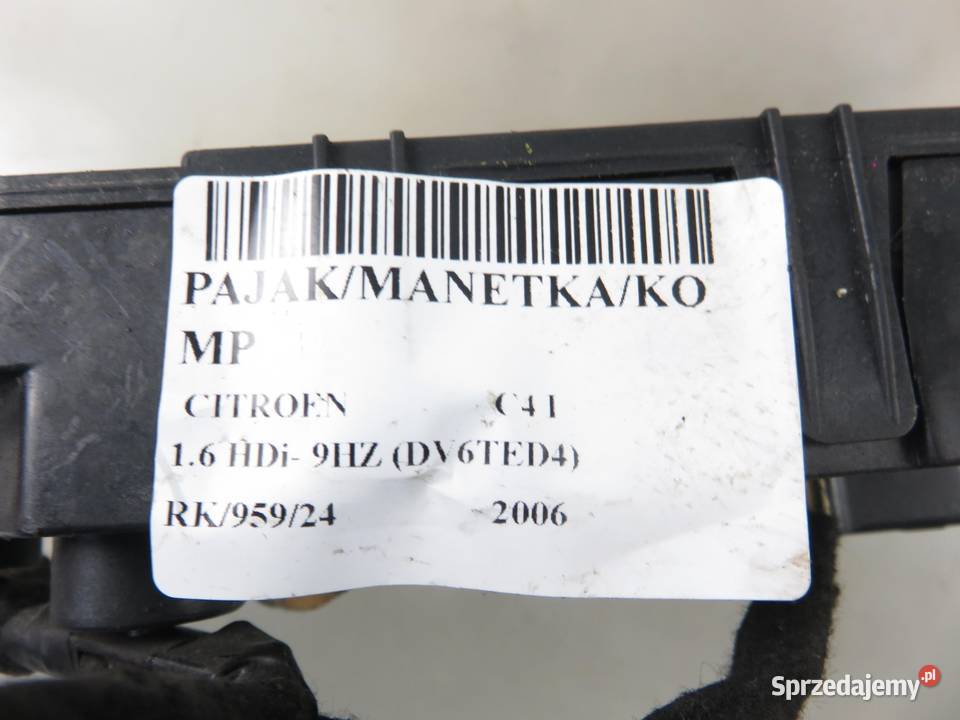 PAJAK/MANETKA/KO
MP
CITROEN C4 I
1.6 HDi- 9HZ (DV6TED4)
RK/959/24 2006
Sprzedajemy.pl